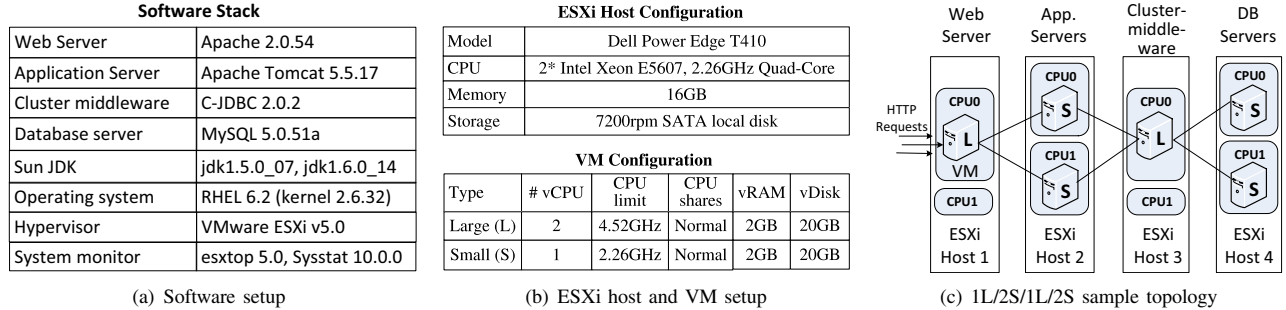 Software Stack
Web Server Apache 2.0.54
Application Server Apache Tomcat 5.5.17
Cluster middleware C-JDBC 2.0.2
Database server MySQL 5.0.51a
Sun JDK jdk1.5.0_07, jdk1.6.0_14
Operating system RHEL 6.2 (kernel 2.6.32)
Hypervisor VMware ESXi v5.0
System monitor esxtop 5.0, Sysstat 10.0.0
(a) Software setup
ESXi Host Configuration
Model Dell Power Edge T410
CPU 2* Intel Xeon E5607, 2.26GHz Quad-Core
Memory 16GB
Storage 7200rpm SATA local disk
VM Configuration
Type # vCPU CPU limit CPU shares vRAM vDisk
Large (L) 2 4.52GHz Normal 2GB 20GB
Small (S) 1 2.26GHz Normal 2GB 20GB
(b) ESXi host and VM setup
Web Server
App. Servers
Cluster-
middle-
ware
DB Servers
HTTP
Requests
CPU0
L
VM
CPU1
ESXi
Host 1
CPU0
S
CPU1
S
ESXi
Host 2
CPU0
L
CPU1
ESXi
Host 3
CPU0
S
CPU1
S
ESXi
Host 4
(c) 1L/2S/1L/2S sample topology